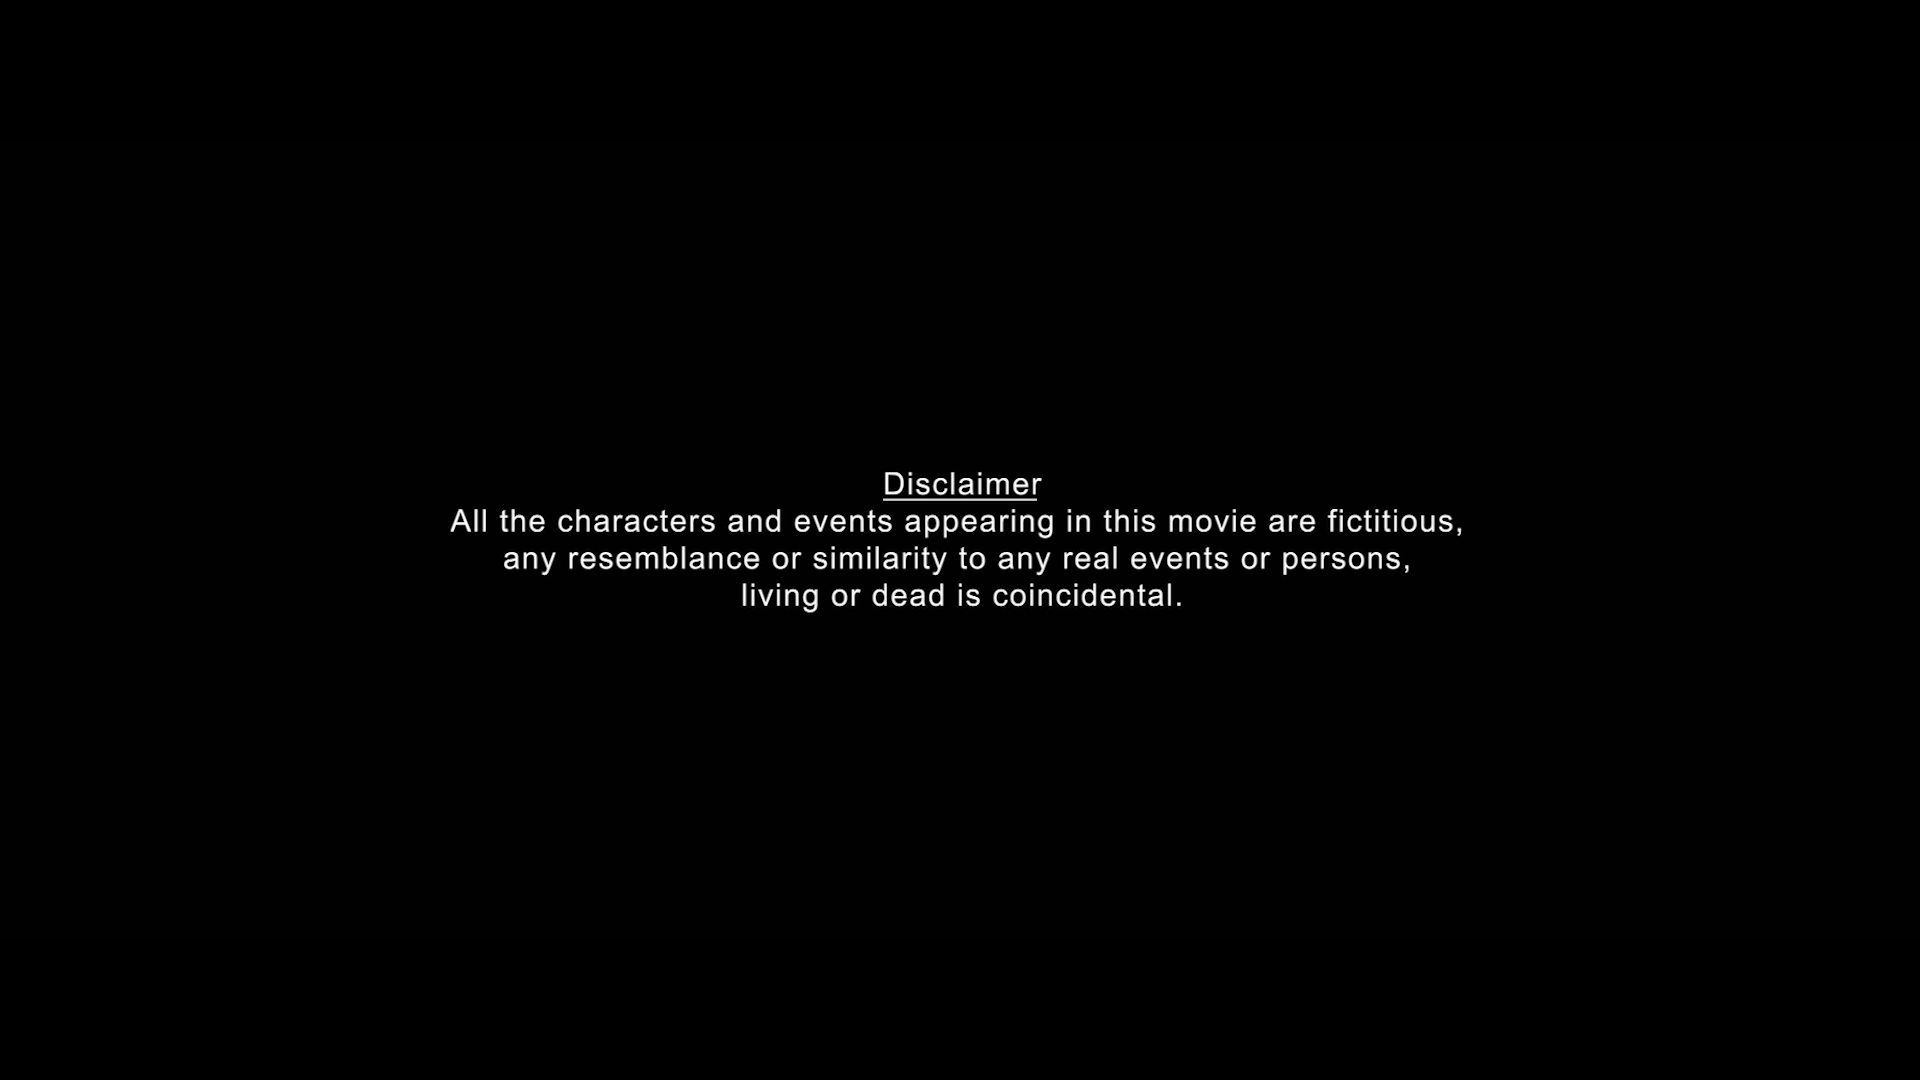 Disclaimer
All the characters and events appearing in this movie are fictitious,
any resemblance or similarity to any real events or persons,
living or dead is coincidental.